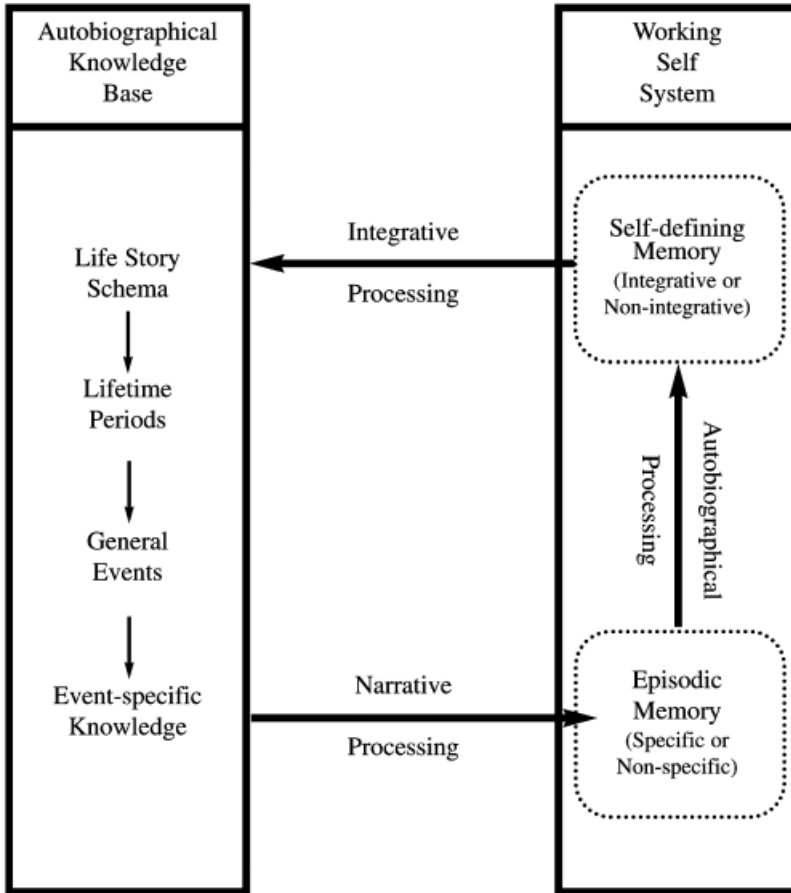 Autobiographical
Knowledge
Base
Working
Self
System
Life Story
Schema
Lifetime
Periods
General
Events
Event-specific
Knowledge
Integrative
Processing
Narrative
Processing
Self-defining
Memory
(Integrative or
Non-integrative)
Autobiographical
Processing
Episodic
Memory
(Specific or
Non-specific)